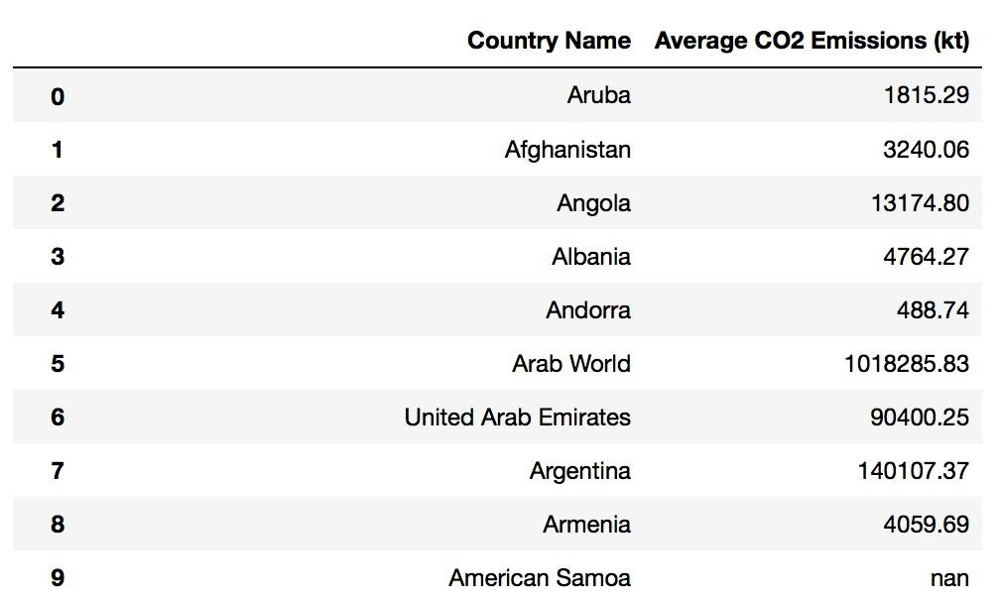 Country Name Average CO2 Emissions (kt)
0 Aruba 1815.29
1 Afghanistan 3240.06
2 Angola 13174.80
3 Albania 4764.27
4 Andorra 488.74
5 Arab World 1018285.83
6 United Arab Emirates 90400.25
7 Argentina 140107.37
8 Armenia 4059.69
9 American Samoa nan